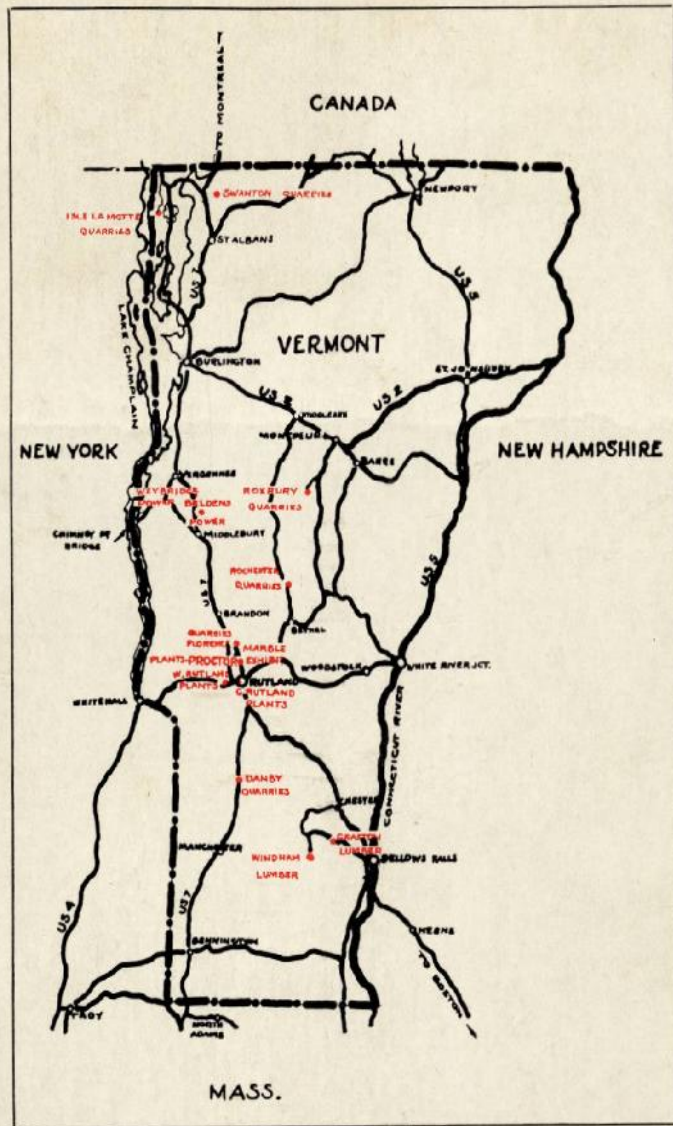 CANADA
TO MONTREAL
SWANTON QUARRIES
ISLE LA MOTTE
QUARRIES
NEWPORT
ST ALBANS
US 7
US 5
LAKE CHAMPLAIN
VERMONT
BURLINGTON
ST. JOHNSBURY
US 2
US 2
MIDDLESEX
MONTPELIER
BARRE
NEW YORK
NEW HAMPSHIRE
VERGENNES
WEYBRIDGE
POWER
BELDENS
POWER
ROXBURY
QUARRIES
CHIMNEY PT
BRIDGE
MIDDLEBURY
US 5
US 7
ROCHESTER
QUARRIES
BRANDON
BETHEL
QUARRIES
FLORENCE
MARBLE
EXHIBIT
PLANTS-PROCTOR
W. RUTLAND
PLANTS
RUTLAND
C. RUTLAND
PLANTS
WOODSTOCK
WHITE RIVER JCT.
WHITEHALL
CONNECTICUT RIVER
DANBY
QUARRIES
CHESTER
GRAFTON
LUMBER
MANCHESTER
WINDHAM
LUMBER
BELLOWS FALLS
US 4
US 7
KEENE
BENNINGTON
TO BOSTON
TROY
NORTH
ADAMS
MASS.